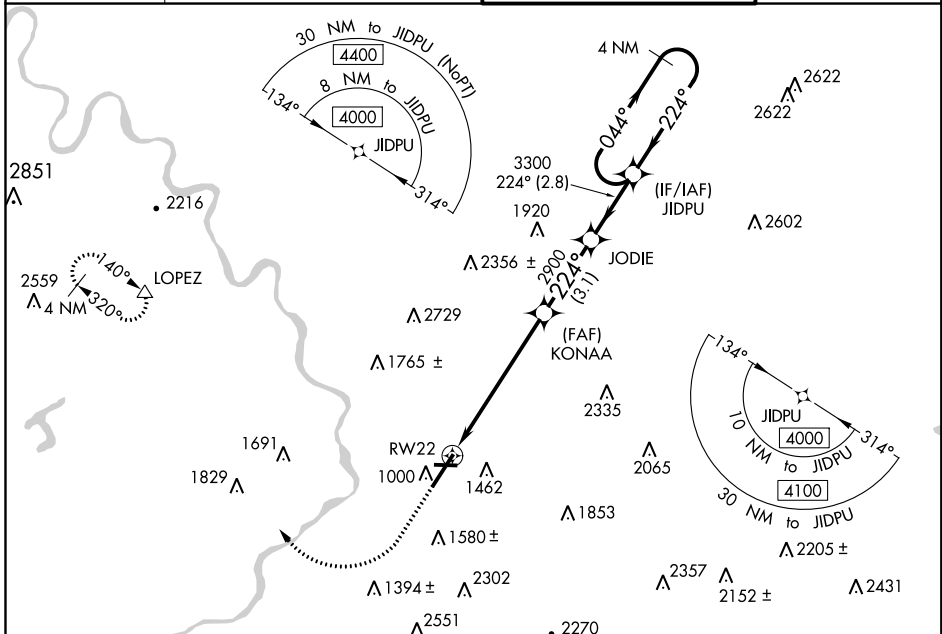 30 NM to JIDPU (NoPT)
4400
8 NM to JIDPU
4000
134°
JIDPU
314°
4 NM
044°
224°
2622
2622
3300
224° (2.8)
(IF/IAF)
JIDPU
2851
2216
1920
2602
JODIE
2356 ±
2900
224°
(3.1)
140°
LOPEZ
2559
4 NM
320°
2729
(FAF)
KONAA
1765 ±
134°
2335
JIDPU
4000
10 NM to JIDPU
314°
4100
30 NM to JIDPU
1691
RW22
2065
1829
1000
1462
1853
1580 ±
2205 ±
1394 ±
2302
2357
2152 ±
2431
2551
2270